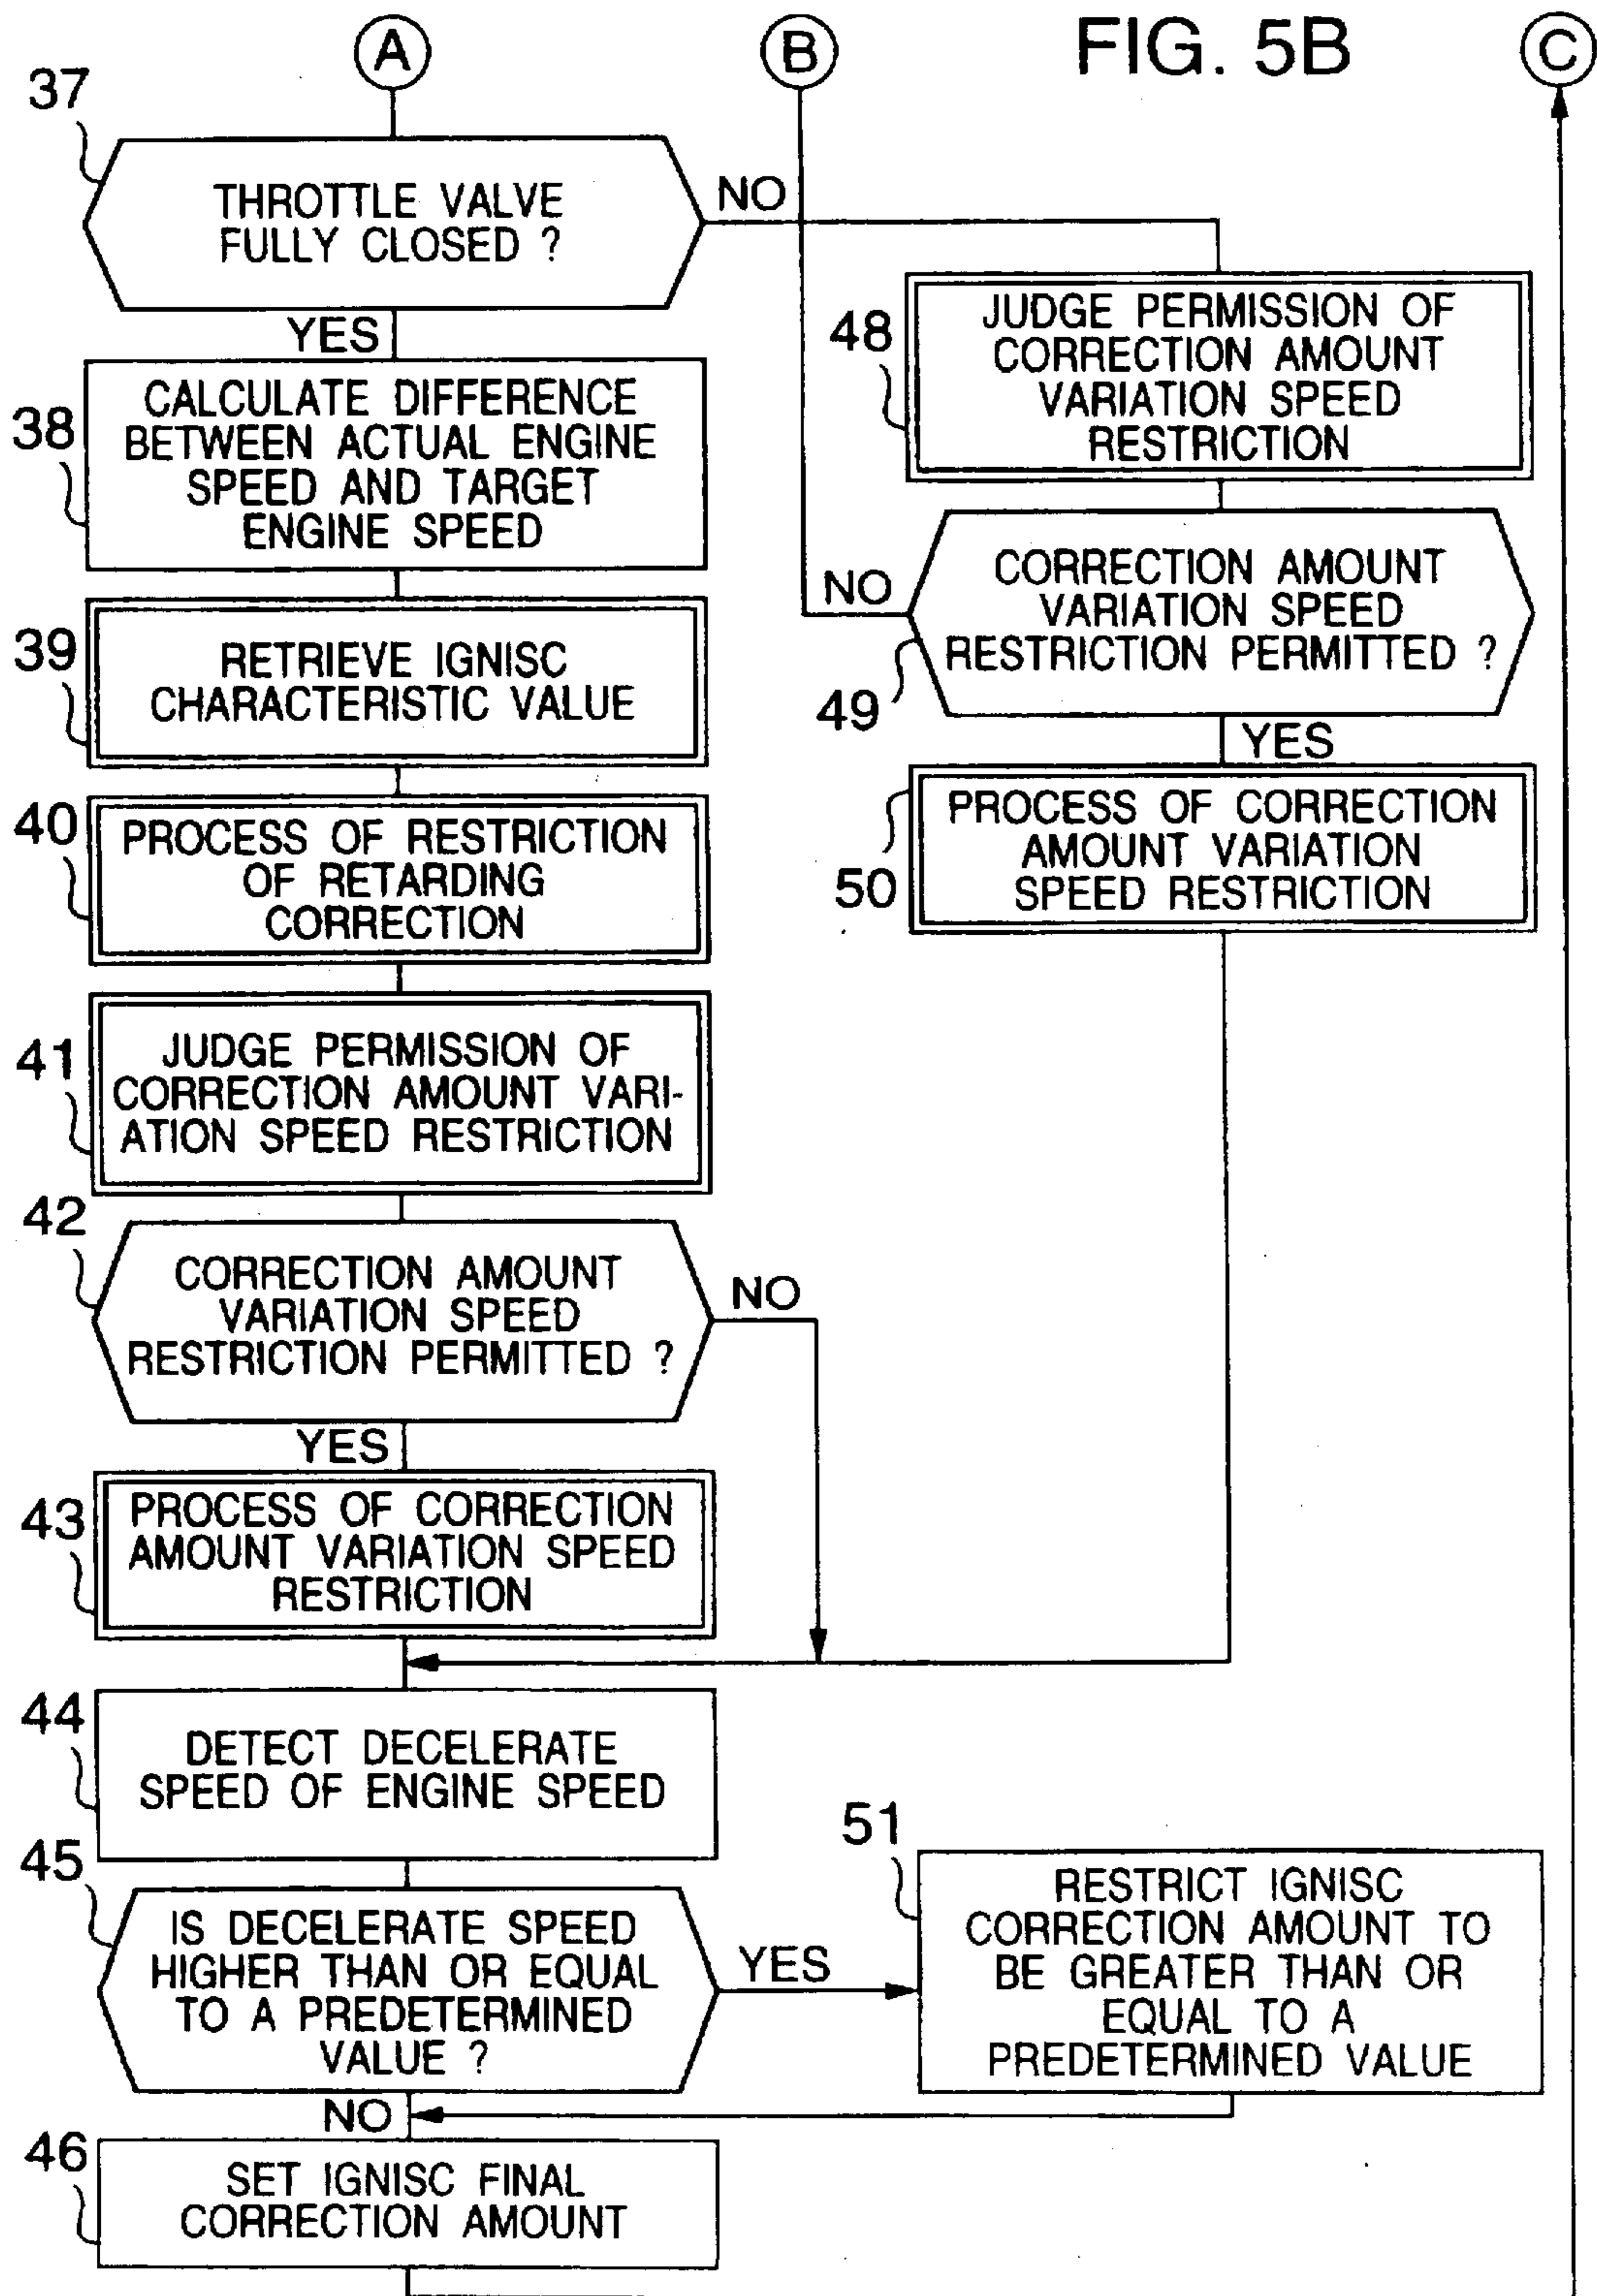 A
B
FIG. 5B
C
37
THROTTLE VALVE
FULLY CLOSED ?
NO
YES
38
CALCULATE DIFFERENCE
BETWEEN ACTUAL ENGINE
SPEED AND TARGET
ENGINE SPEED
39
RETRIEVE IGNISC
CHARACTERISTIC VALUE
40
PROCESS OF RESTRICTION
OF RETARDING
CORRECTION
41
JUDGE PERMISSION OF
CORRECTION AMOUNT VARI-
ATION SPEED RESTRICTION
42
CORRECTION AMOUNT
VARIATION SPEED
RESTRICTION PERMITTED ?
NO
YES
43
PROCESS OF CORRECTION
AMOUNT VARIATION SPEED
RESTRICTION
48
JUDGE PERMISSION OF
CORRECTION AMOUNT
VARIATION SPEED
RESTRICTION
NO
49
CORRECTION AMOUNT
VARIATION SPEED
RESTRICTION PERMITTED ?
YES
50
PROCESS OF CORRECTION
AMOUNT VARIATION
SPEED RESTRICTION
44
DETECT DECELERATE
SPEED OF ENGINE SPEED
45
IS DECELERATE SPEED
HIGHER THAN OR EQUAL
TO A PREDETERMINED
VALUE ?
YES
NO
51
RESTRICT IGNISC
CORRECTION AMOUNT TO
BE GREATER THAN OR
EQUAL TO A
PREDETERMINED VALUE
46
SET IGNISC FINAL
CORRECTION AMOUNT